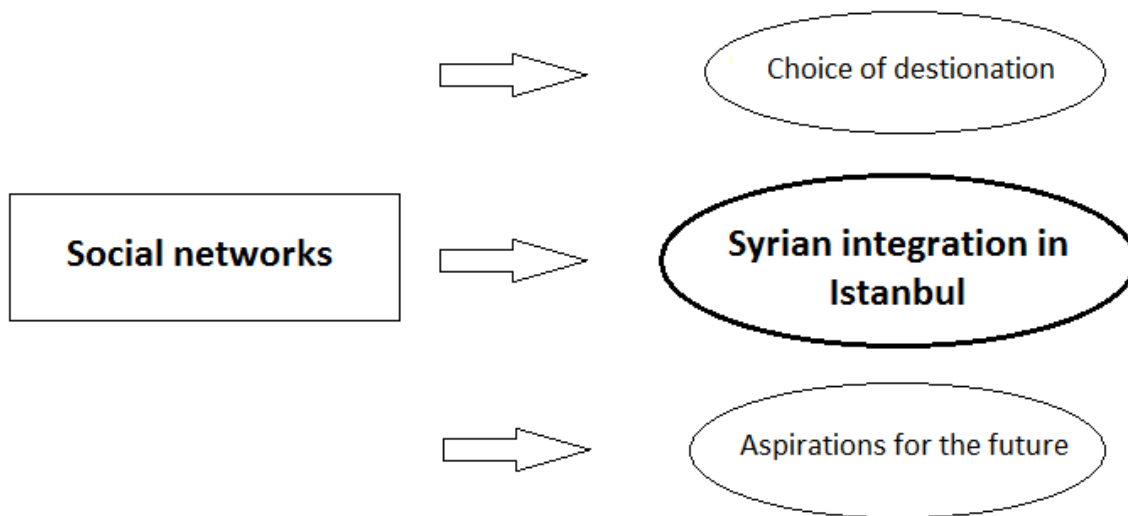 Choice of destionation
Social networks
Syrian integration in
Istanbul
Aspirations for the future